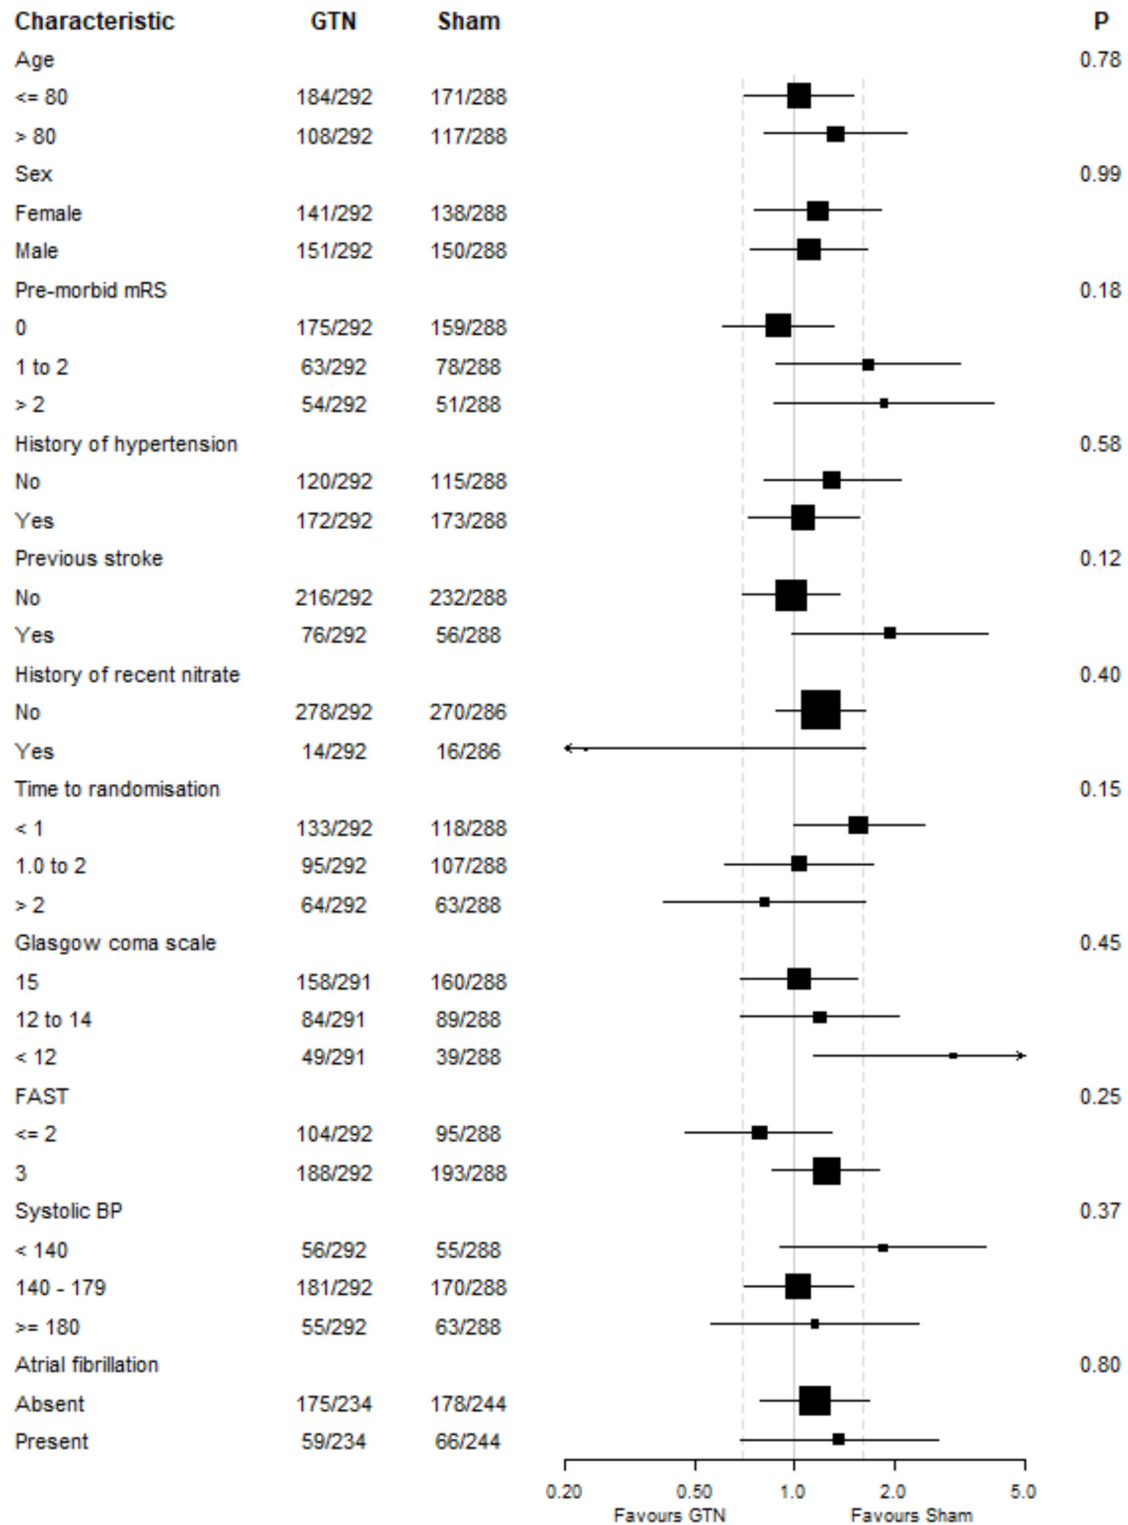 Characteristic GTN Sham P
Age 0.78
<= 80 184/292 171/288
> 80 108/292 117/288
Sex 0.99
Female 141/292 138/288
Male 151/292 150/288
Pre-morbid mRS 0.18
0 175/292 159/288
1 to 2 63/292 78/288
> 2 54/292 51/288
History of hypertension 0.58
No 120/292 115/288
Yes 172/292 173/288
Previous stroke 0.12
No 216/292 232/288
Yes 76/292 56/288
History of recent nitrate 0.40
No 278/292 270/286
Yes 14/292 16/286
Time to randomisation 0.15
< 1 133/292 118/288
1.0 to 2 95/292 107/288
> 2 64/292 63/288
Glasgow coma scale 0.45
15 158/291 160/288
12 to 14 84/291 89/288
< 12 49/291 39/288
FAST 0.25
<= 2 104/292 95/288
3 188/292 193/288
Systolic BP 0.37
< 140 56/292 55/288
140 - 179 181/292 170/288
>= 180 55/292 63/288
Atrial fibrillation 0.80
Absent 175/234 178/244
Present 59/234 66/244
0.20 0.50 1.0 2.0 5.0
Favours GTN Favours Sham